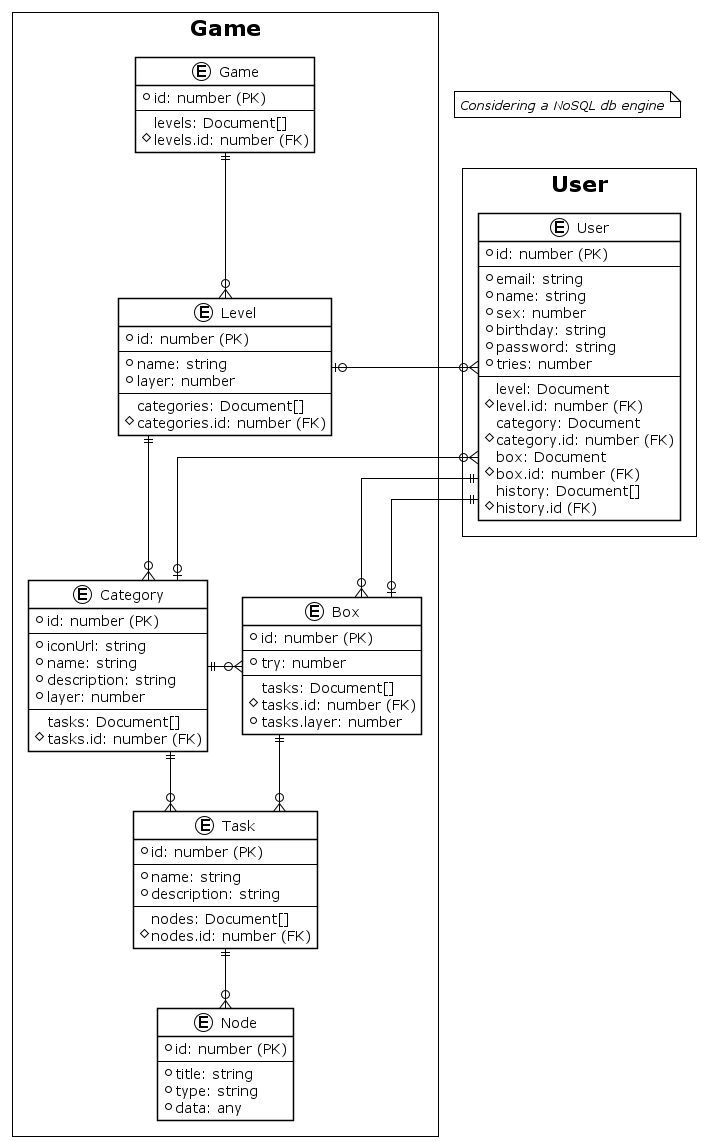 Game
E Game
id: number (PK)
levels: Document[]
levels.id: number (FK)
Considering a NoSQL db engine
User
E User
id: number (PK)
email: string
name: string
sex: number
birthday: string
password: string
tries: number
level: Document
level.id: number (FK)
category: Document
category.id: number (FK)
box: Document
box.id: number (FK)
history: Document[]
history.id (FK)
E Level
id: number (PK)
name: string
layer: number
categories: Document[]
categories.id: number (FK)
E Category
id: number (PK)
iconUrl: string
name: string
description: string
layer: number
tasks: Document[]
tasks.id: number (FK)
E Box
id: number (PK)
try: number
tasks: Document[]
tasks.id: number (FK)
tasks.layer: number
E Task
id: number (PK)
name: string
description: string
nodes: Document[]
nodes.id: number (FK)
E Node
id: number (PK)
title: string
type: string
data: any